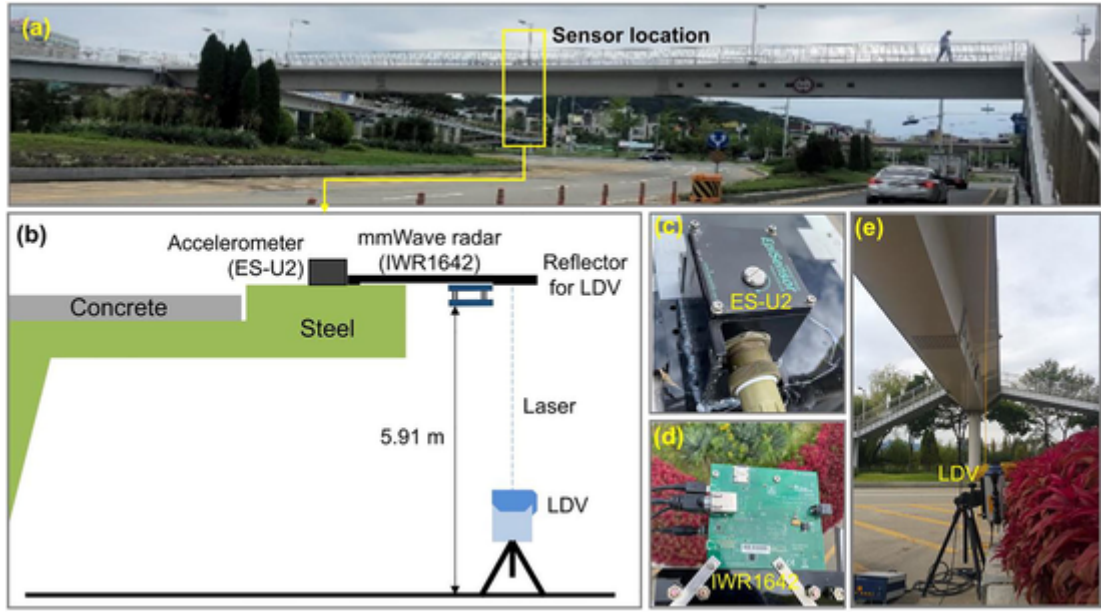 (a)
Sensor location
(b)
Accelerometer
(ES-U2)
mmWave radar
(IWR1642)
Reflector
for LDV
Concrete
Steel
Laser
5.91 m
LDV
(c)
EpiSensor
ES-U2
(d)
IWR1642
(e)
LDV